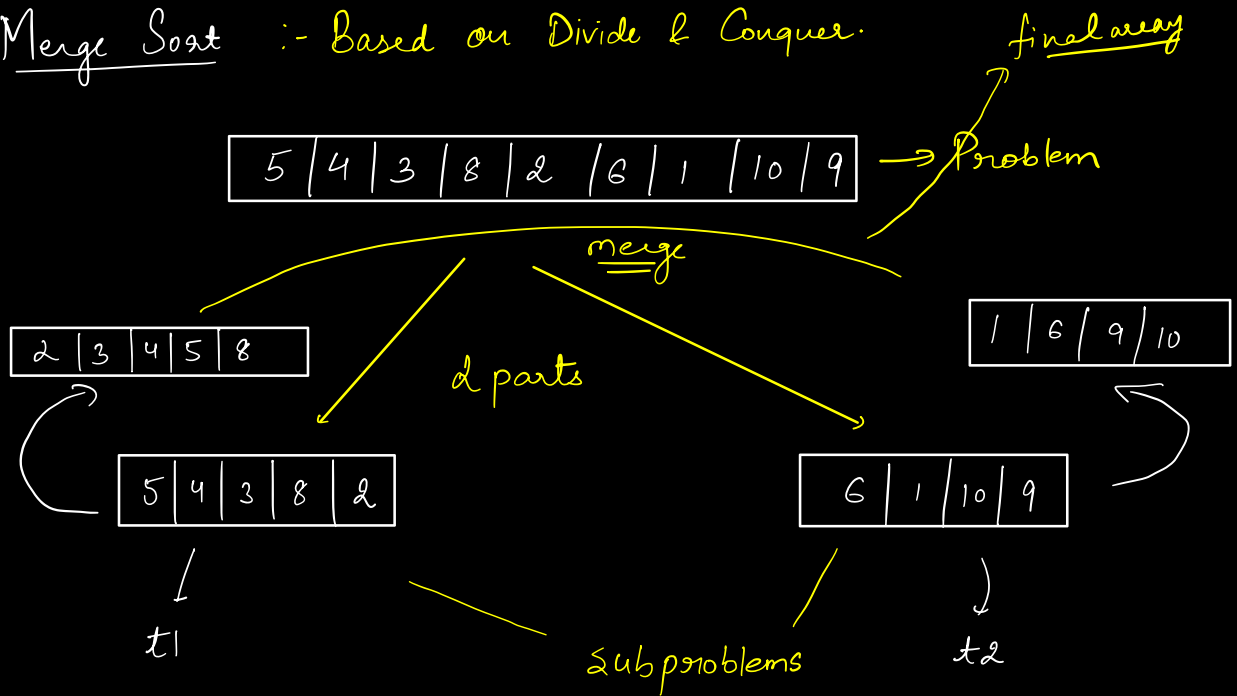 Merge Sort :- Based on Divide & Conquer.
final array
5 4 3 8 2 6 1 10 9 → Problem
merge
2 3 4 5 8
1 6 9 10
2 parts
5 4 3 8 2
6 1 10 9
t1
subproblems
t2